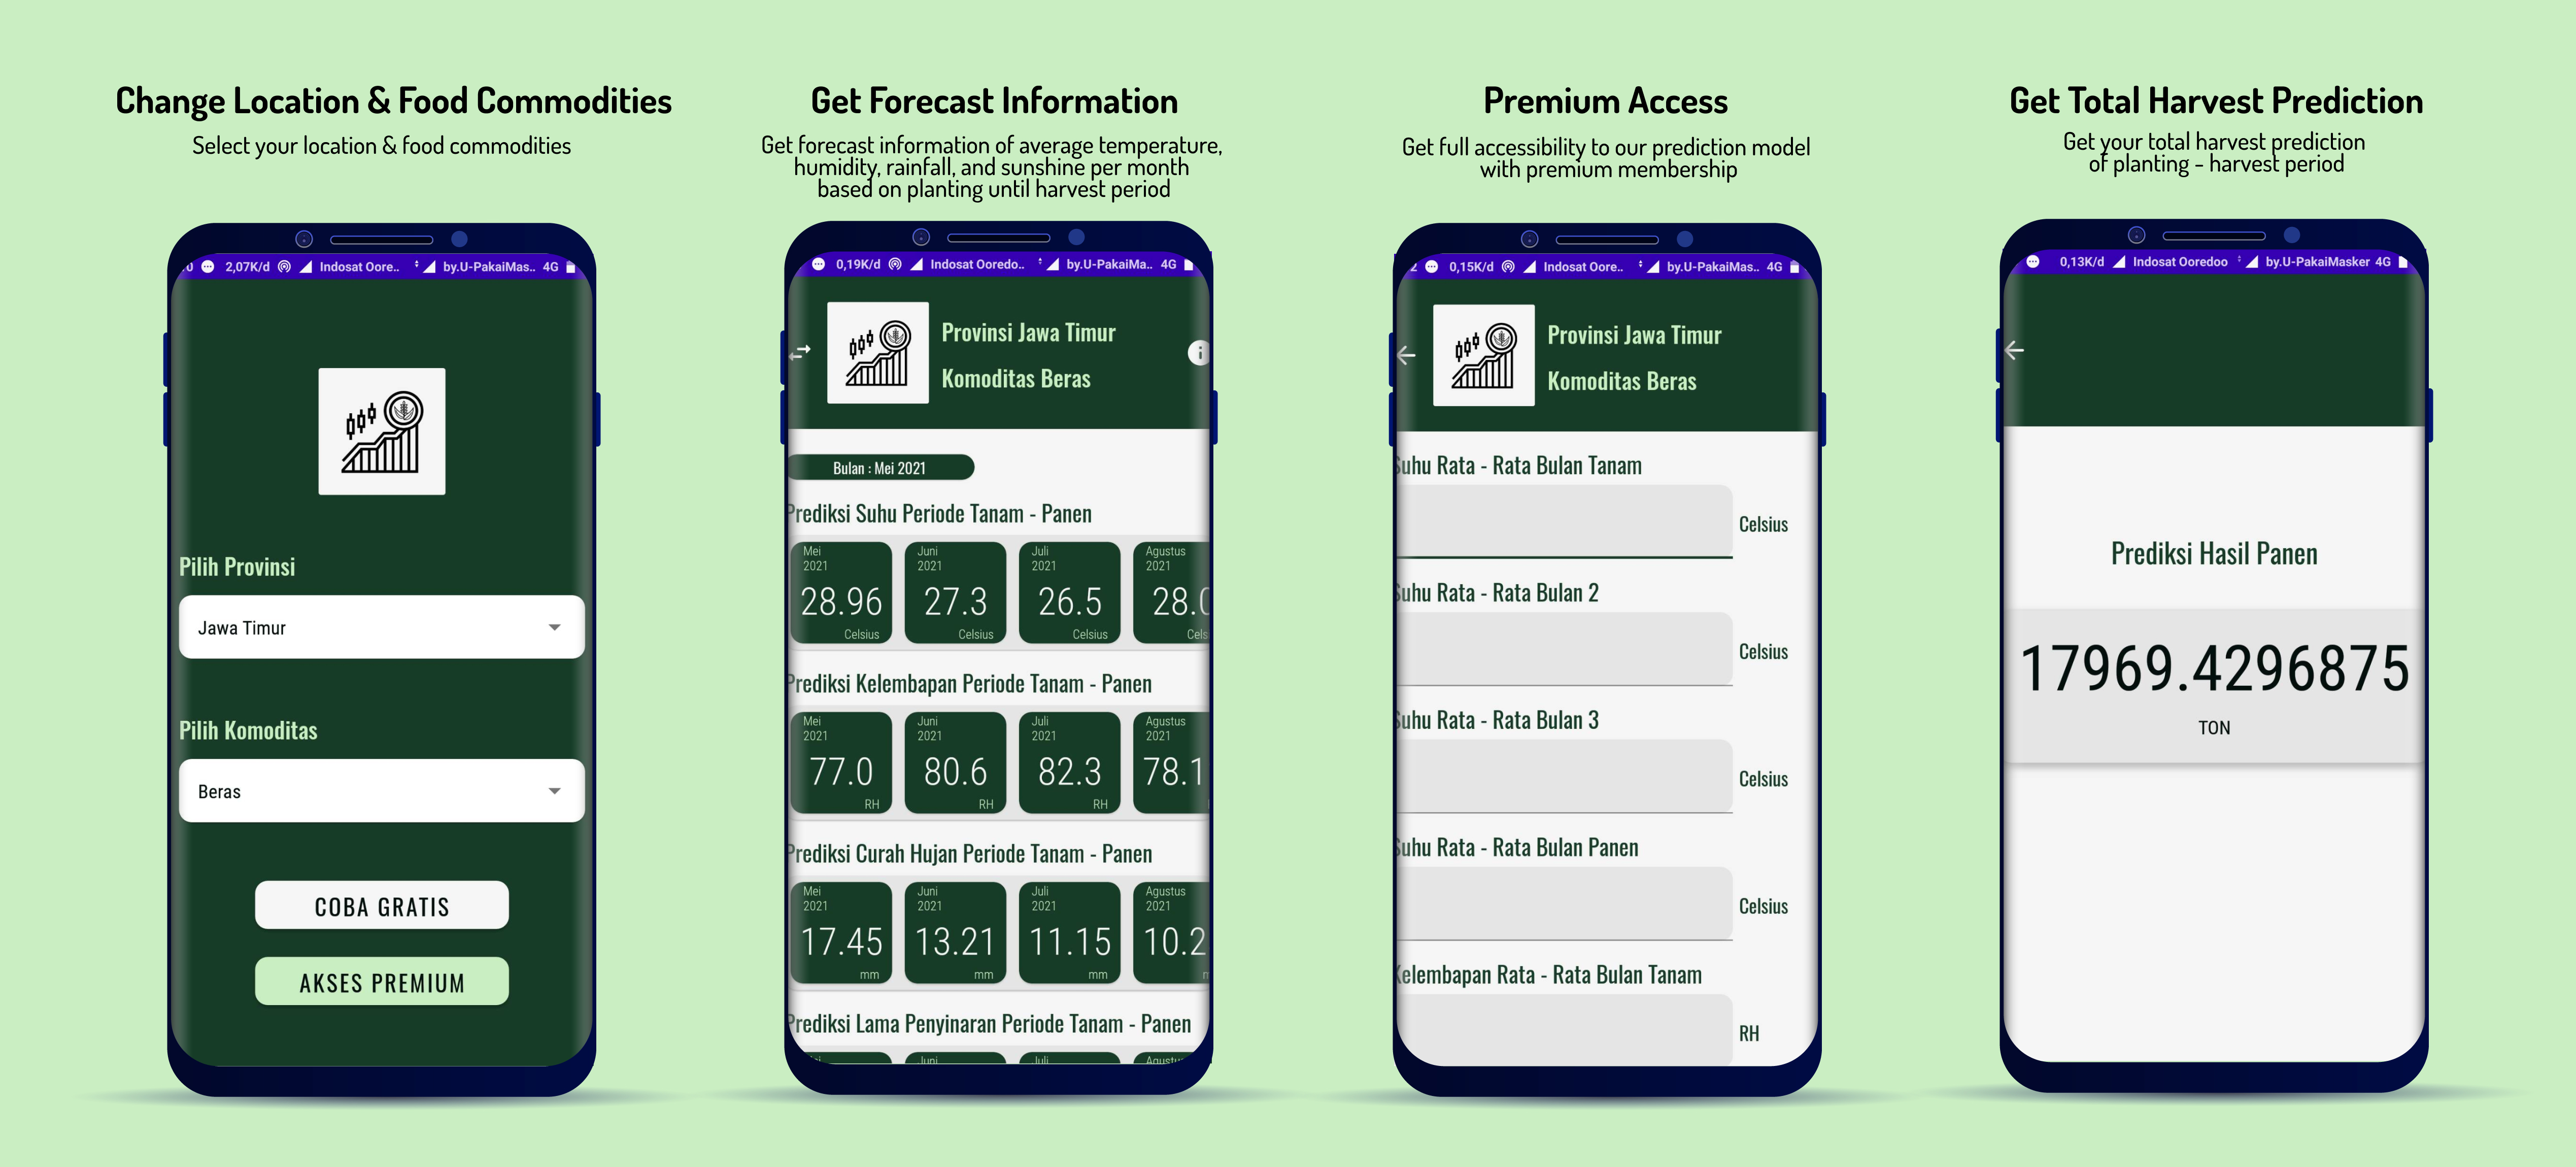 Change Location & Food Commodities
Select your location & food commodities
2,07K/d Indosat Oore.. by.U-PakaiMas.. 4G
Pilih Provinsi
Jawa Timur
Pilih Komoditas
Beras
COBA GRATIS
AKSES PREMIUM
Get Forecast Information
Get forecast information of average temperature,
humidity, rainfall, and sunshine per month
based on planting until harvest period
0,19K/d Indosat Ooredo.. by.U-PakaiMa.. 4G
Provinsi Jawa Timur
Komoditas Beras
Bulan : Mei 2021
Prediksi Suhu Periode Tanam - Panen
Mei Juni Juli Agustus
2021 2021 2021 2021
28.96 27.3 26.5 28.0
Celsius Celsius Celsius Cels
Prediksi Kelembapan Periode Tanam - Panen
Mei Juni Juli Agustus
2021 2021 2021 2021
77.0 80.6 82.3 78.1
RH RH RH
Prediksi Curah Hujan Periode Tanam - Panen
Mei Juni Juli Agustus
2021 2021 2021 2021
17.45 13.21 11.15 10.2
mm mm mm
Prediksi Lama Penyinaran Periode Tanam - Panen
Juni Juli Agustus
Premium Access
Get full accessibility to our prediction model
with premium membership
0,15K/d Indosat Oore.. by.U-PakaiMas.. 4G
Provinsi Jawa Timur
Komoditas Beras
Suhu Rata - Rata Bulan Tanam
Celsius
Suhu Rata - Rata Bulan 2
Celsius
Suhu Rata - Rata Bulan 3
Celsius
Suhu Rata - Rata Bulan Panen
Celsius
Kelembapan Rata - Rata Bulan Tanam
RH
Get Total Harvest Prediction
Get your total harvest prediction
of planting - harvest period
0,13K/d Indosat Ooredoo by.U-PakaiMasker 4G
Prediksi Hasil Panen
17969.4296875
TON